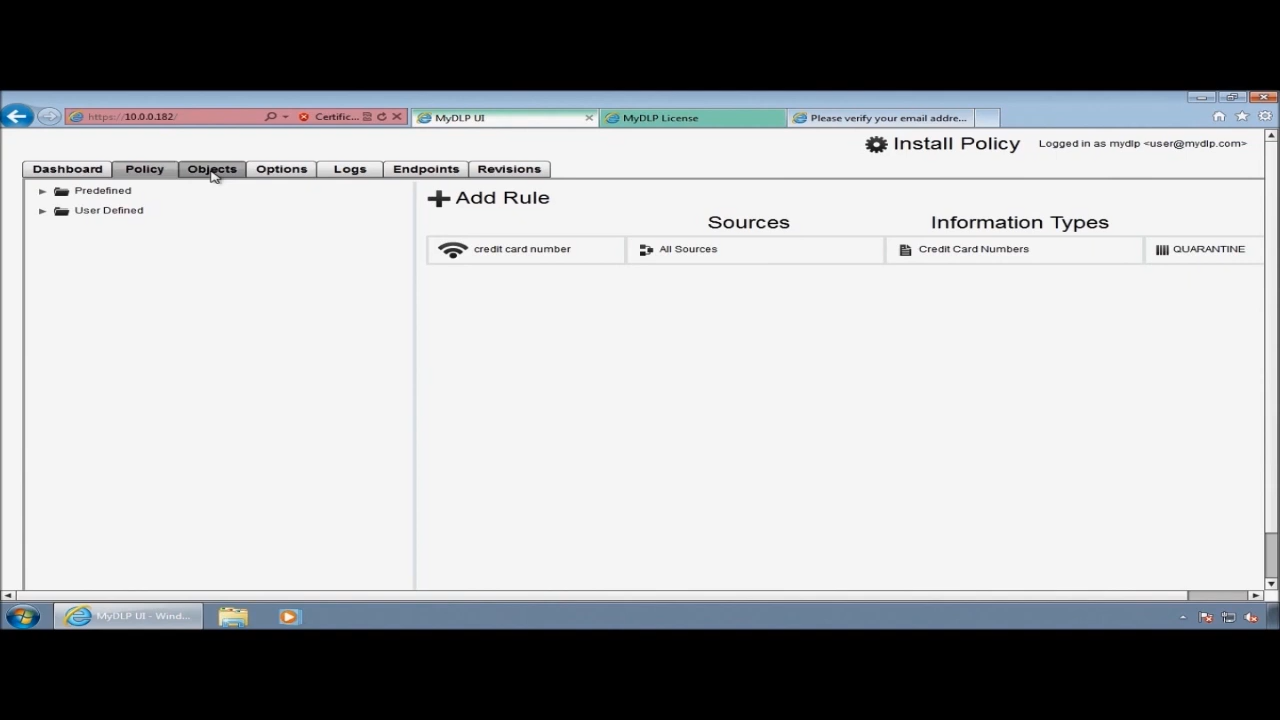 https://10.0.0.182/
Certific...
MyDLP UI
MyDLP License
Please verify your email addre...
Install Policy
Logged in as mydlp <user@mydlp.com>
Dashboard
Policy
Objects
Options
Logs
Endpoints
Revisions
Predefined
User Defined
Add Rule
Sources
Information Types
credit card number
All Sources
Credit Card Numbers
QUARANTINE
MyDLP UI - Wind...